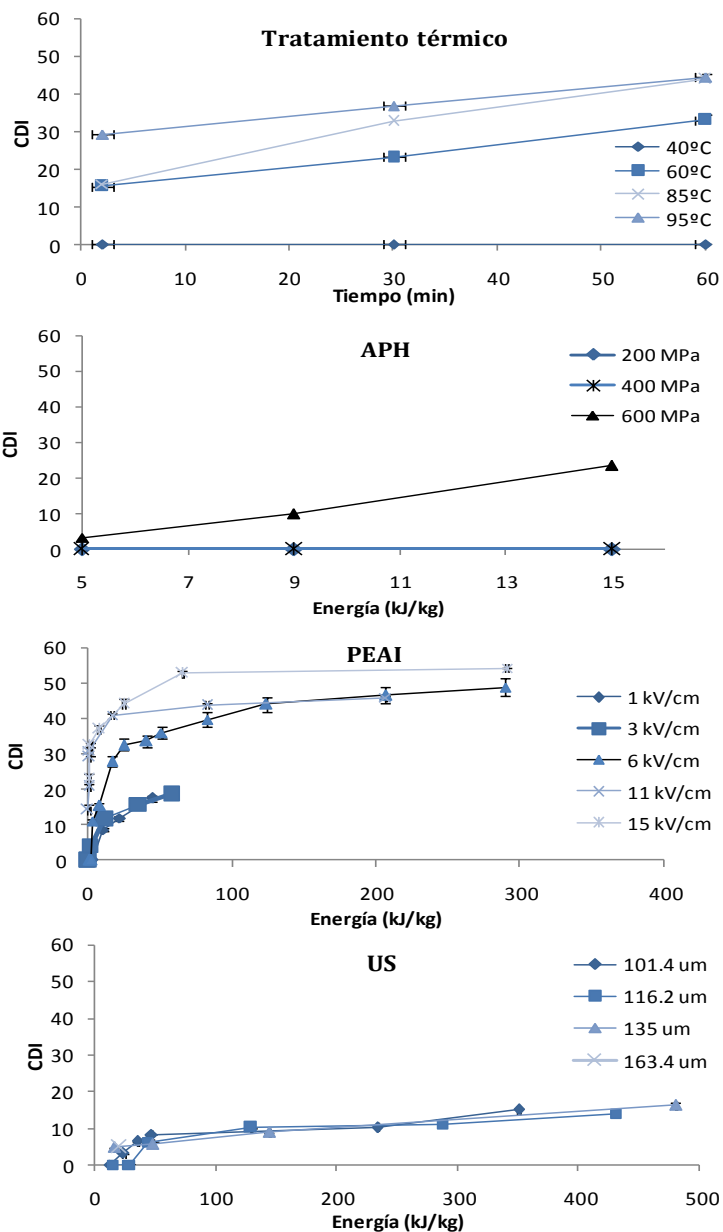 Tratamiento térmico
60
50
40
30
20
10
0
CDI
40ºC
60ºC
85ºC
95ºC
0 10 20 30 40 50 60
Tiempo (min)
APH
60
50
40
30
20
10
0
CDI
200 MPa
400 MPa
600 MPa
5 7 9 11 13 15
Energía (kJ/kg)
PEAI
60
50
40
30
20
10
0
CDI
1 kV/cm
3 kV/cm
6 kV/cm
11 kV/cm
15 kV/cm
0 100 200 300 400
Energía (kJ/kg)
US
60
50
40
30
20
10
0
CDI
101.4 um
116.2 um
135 um
163.4 um
0 100 200 300 400 500
Energía (kJ/kg)